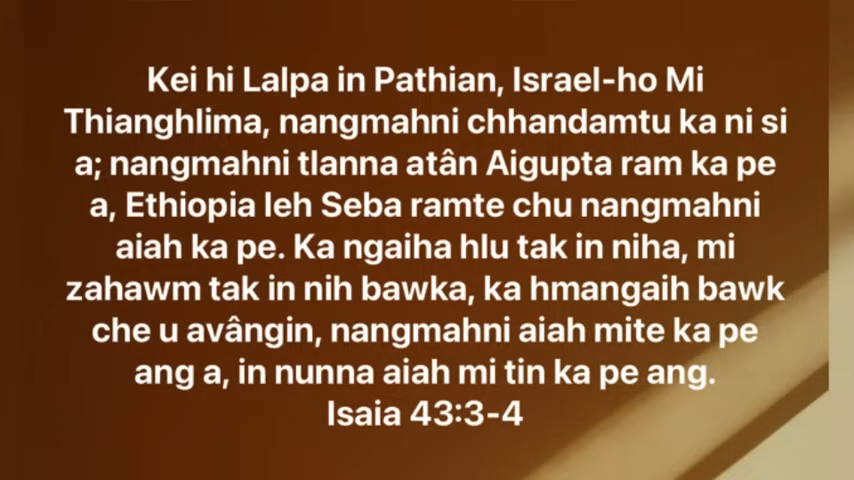 Kei hi Lalpa in Pathian, Israel-ho Mi
Thianghlima, nangmahni chhandamtu ka ni si
a; nangmahni tlanna atân Aigupta ram ka pe
a, Ethiopia leh Seba ramte chu nangmahni
aiah ka pe. Ka ngaiha hlu tak in niha, mi
zahawm tak in nih bawka, ka hmangaih bawk
che u avângin, nangmahni aiah mite ka pe
ang a, in nunna aiah mi tin ka pe ang.
Isaia 43:3-4